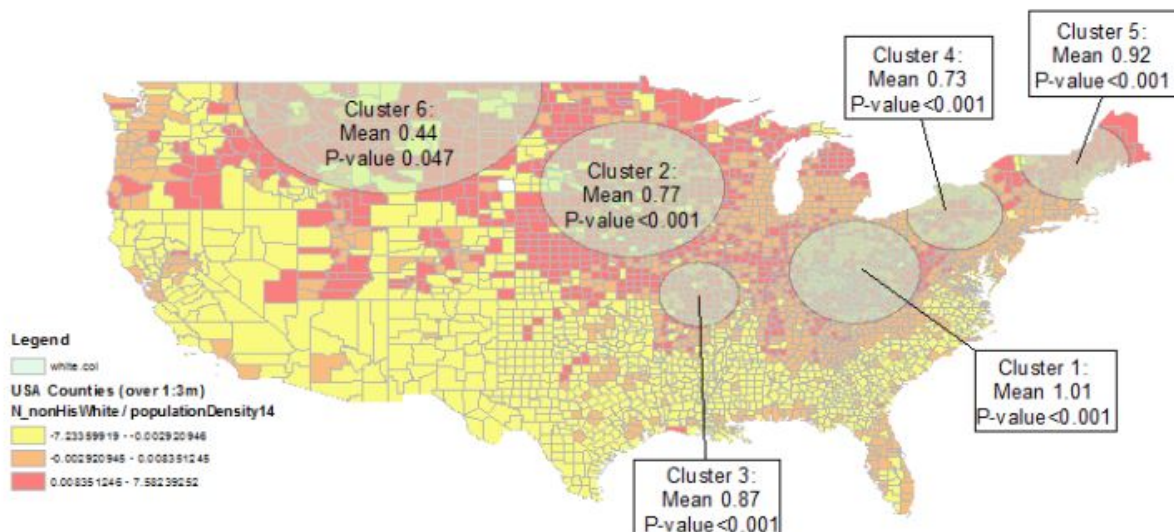 Cluster 5:
Mean 0.92
P-value<0.001
Cluster 4:
Mean 0.73
P-value<0.001
Cluster 6:
Mean 0.44
P-value 0.047
Cluster 2:
Mean 0.77
P-value<0.001
Legend
white.col
USA Counties (over 1:3m)
N_nonHisWhite / populationDensity14
-7.23359919 - -0.002920946
-0.002920945 - 0.008351245
0.008351246 - 7.58239252
Cluster 1:
Mean 1.01
P-value<0.001
Cluster 3:
Mean 0.87
P-value<0.001